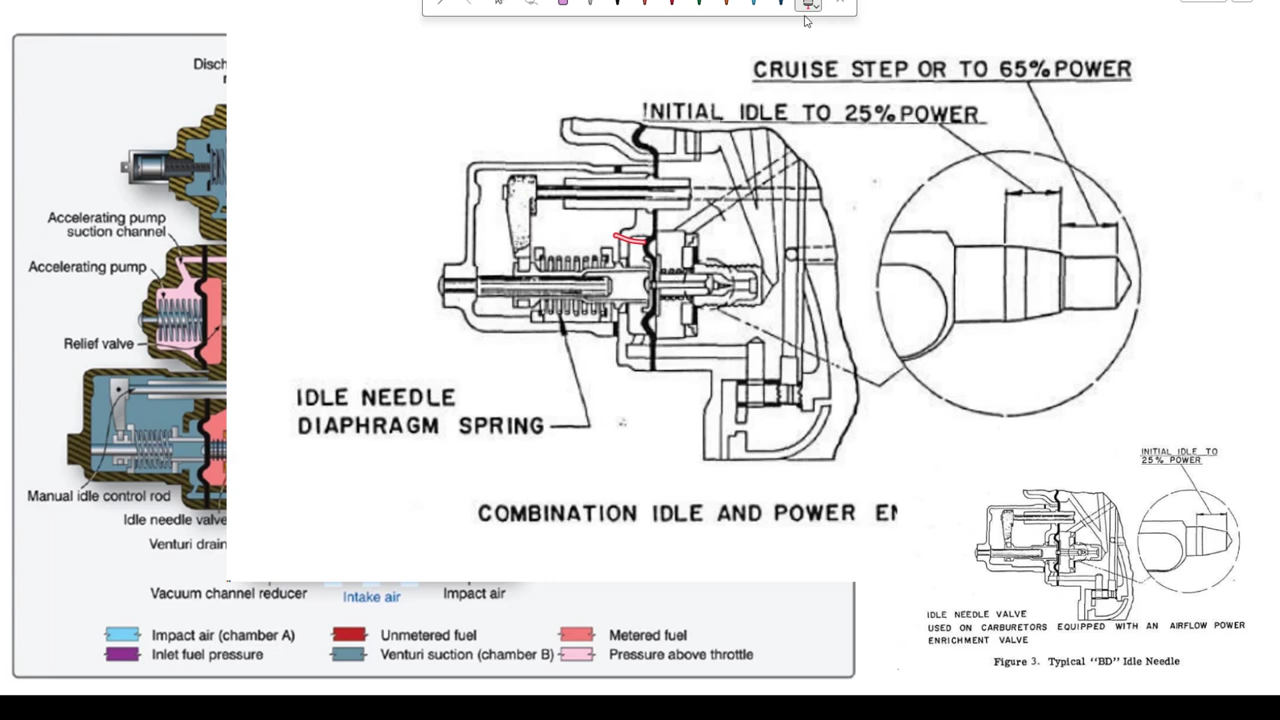 Disch
CRUISE STEP OR TO 65% POWER
INITIAL IDLE TO 25% POWER
Accelerating pump
suction channel
Accelerating pump
Relief valve
IDLE NEEDLE
DIAPHRAGM SPRING
Manual idle control rod
Idle needle valve
Venturi drain
COMBINATION IDLE AND POWER EN
INITIAL IDLE TO
25% POWER
Vacuum channel reducer
Intake air
Impact air
IDLE NEEDLE VALVE
USED ON CARBURETORS EQUIPPED WITH AN AIRFLOW POWER
ENRICHMENT VALVE
Figure 3. Typical "BD" Idle Needle
Impact air (chamber A)
Unmetered fuel
Metered fuel
Inlet fuel pressure
Venturi suction (chamber B)
Pressure above throttle